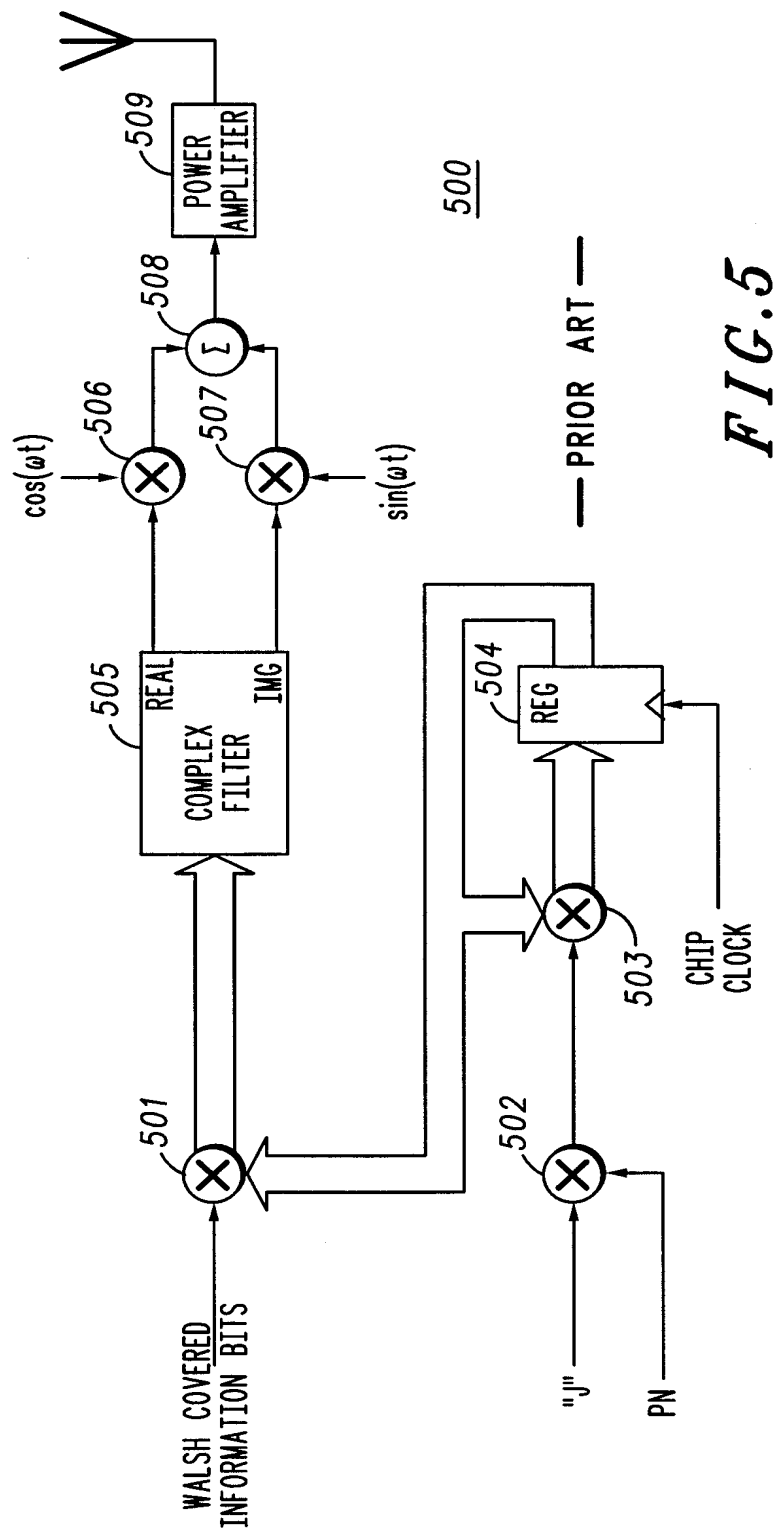 WALSH COVERED
INFORMATION BITS
501
COMPLEX
FILTER
REAL
IMG
505
cos(ωt)
506
507
sin(ωt)
508
Σ
509
POWER
AMPLIFIER
"J"
PN
502
503
CHIP
CLOCK
504
REG
500
— PRIOR ART —
FIG.5